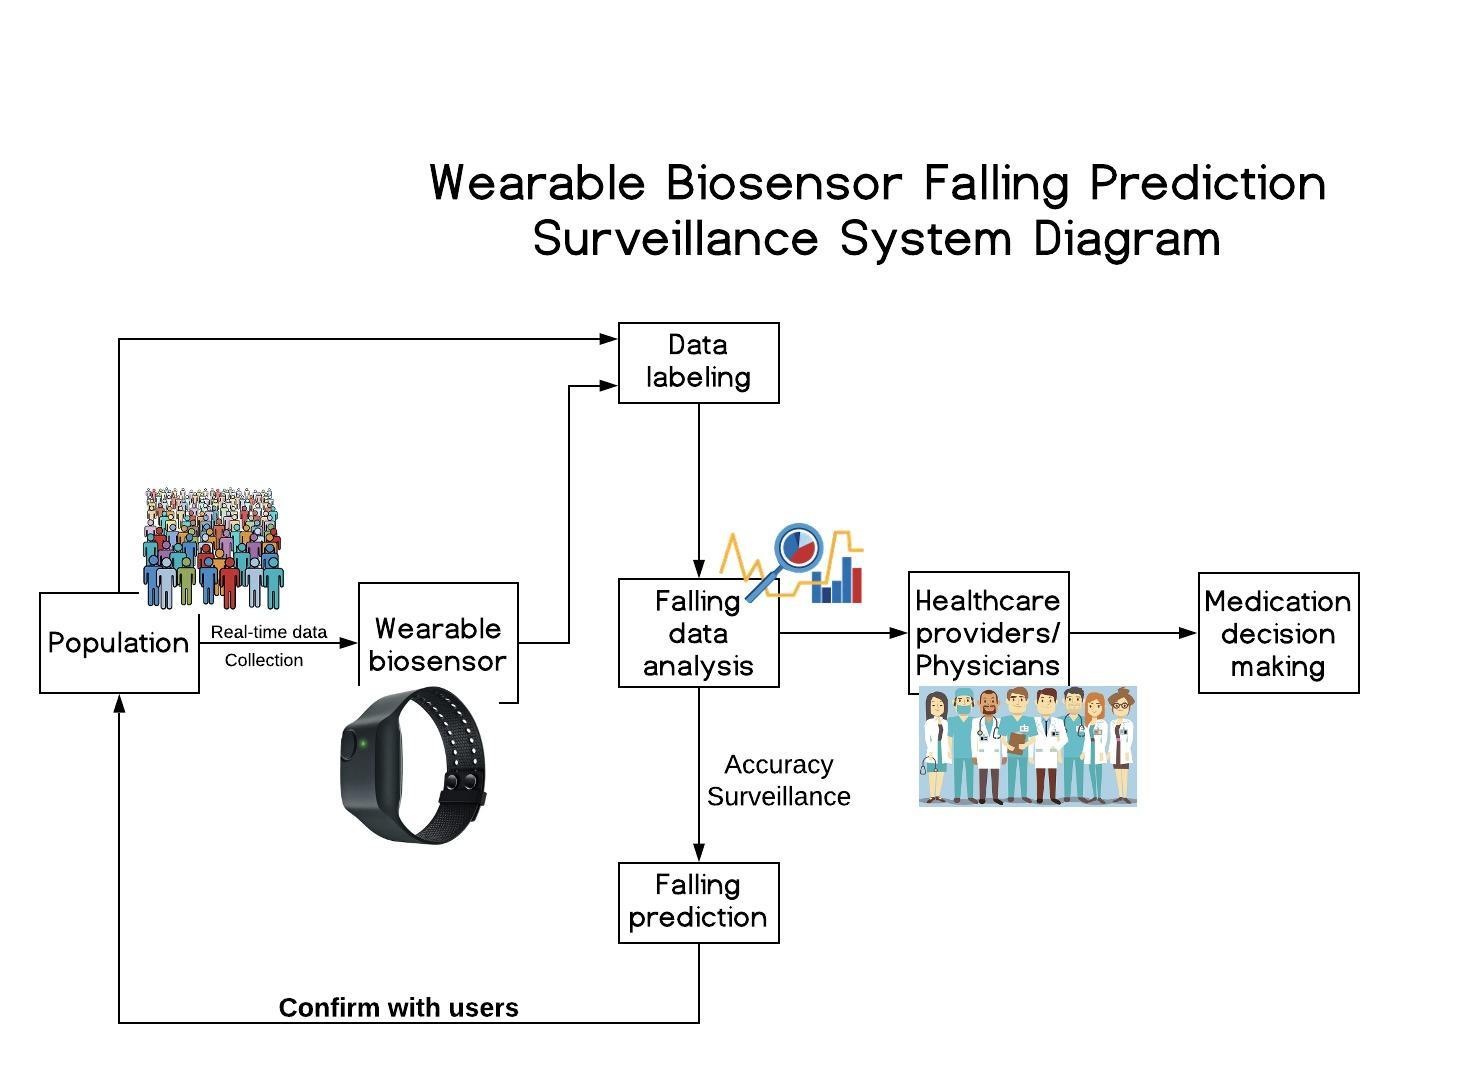 Wearable Biosensor Falling Prediction
Surveillance System Diagram
Data
labeling
Population
Real-time data
Collection
Wearable
biosensor
Falling
data
analysis
Healthcare
providers/
Physicians
Medication
decision
making
Accuracy
Surveillance
Falling
prediction
Confirm with users